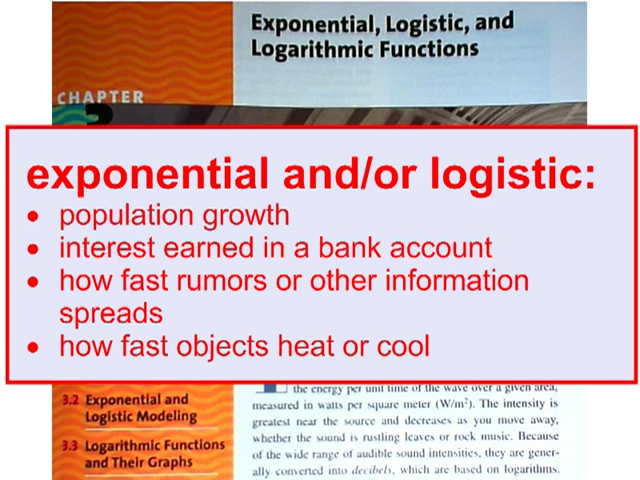 Exponential, Logistic, and
Logarithmic Functions
CHAPTER
exponential and/or logistic:
• population growth
• interest earned in a bank account
• how fast rumors or other information
spreads
• how fast objects heat or cool
the energy per unit time of the wave over a given area,
measured in watts per square meter (W/m²). The intensity is
greatest near the source and decreases as you move away,
whether the sound is rustling leaves or rock music. Because
of the wide range of audible sound intensities, they are gener-
ally converted into decibels, which are based on logarithms.
3.2 Exponential and
Logistic Modeling
3.3 Logarithmic Functions
and Their Graphs